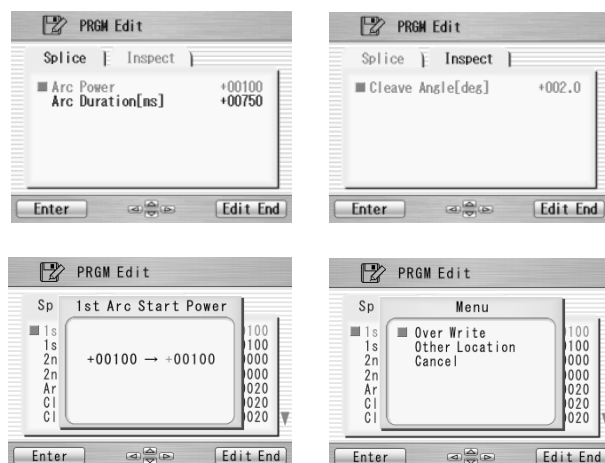 PRGM Edit
Splice Inspect
Arc Power +00100
Arc Duration[ms] +00750
Enter Edit End
PRGM Edit
Splice Inspect
Cleave Angle[deg] +002.0
Enter Edit End
PRGM Edit
Sp 1st Arc Start Power
1s 100
1s +00100 → +00100 100
2n 000
2n 000
Ar 020
Cl 020
Cl 020
Enter Edit End
PRGM Edit
Sp Menu
1s Over Write 100
1s Other Location 100
2n Cancel 000
2n 000
Ar 020
Cl 020
Cl 020
Enter Edit End